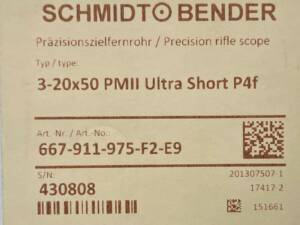 SCHMIDT BENDER
Präzisionszielfernrohr / Precision rifle scope
Typ / type:
3-20x50 PMII Ultra Short P4f
Art.-Nr. / Art.-No.:
667-911-975-F2-E9
S/N:
430808
201307507-1
17417-2
151661